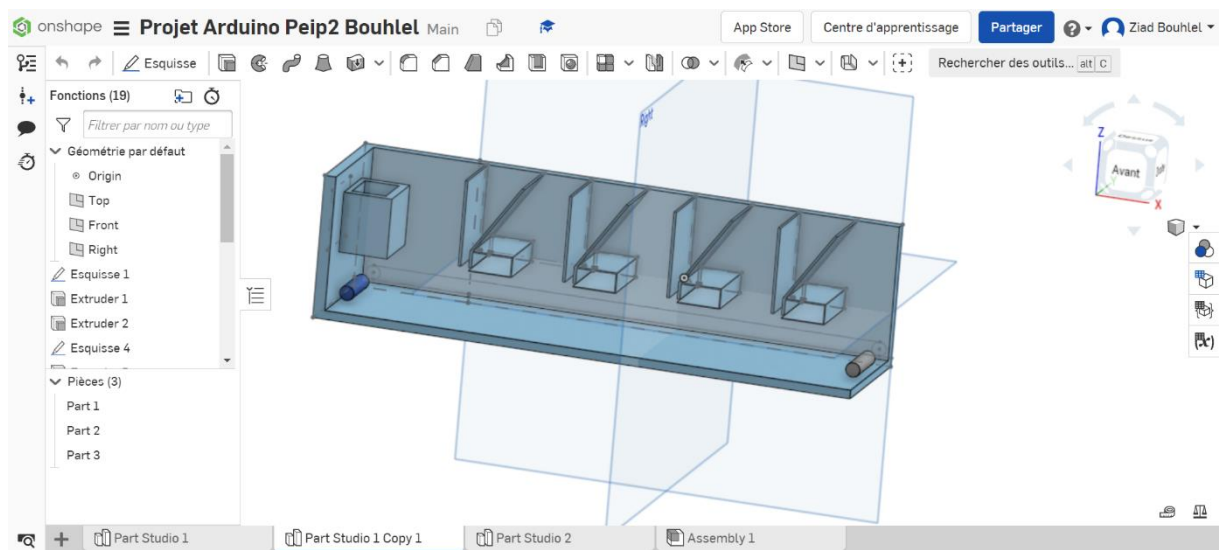 onshape Projet Arduino Peip2 Bouhlel Main App Store Centre d'apprentissage Partager ? Ziad Bouhlel
Esquisse Rechercher des outils... alt C
Fonctions (19)
Filtrer par nom ou type
Géométrie par défaut
Origin
Top
Front
Right
Esquisse 1
Extruder 1
Extruder 2
Esquisse 4
Pièces (3)
Part 1
Part 2
Part 3
Right
Z
Avant
Y
X
(x)
Part Studio 1 Part Studio 1 Copy 1 Part Studio 2 Assembly 1